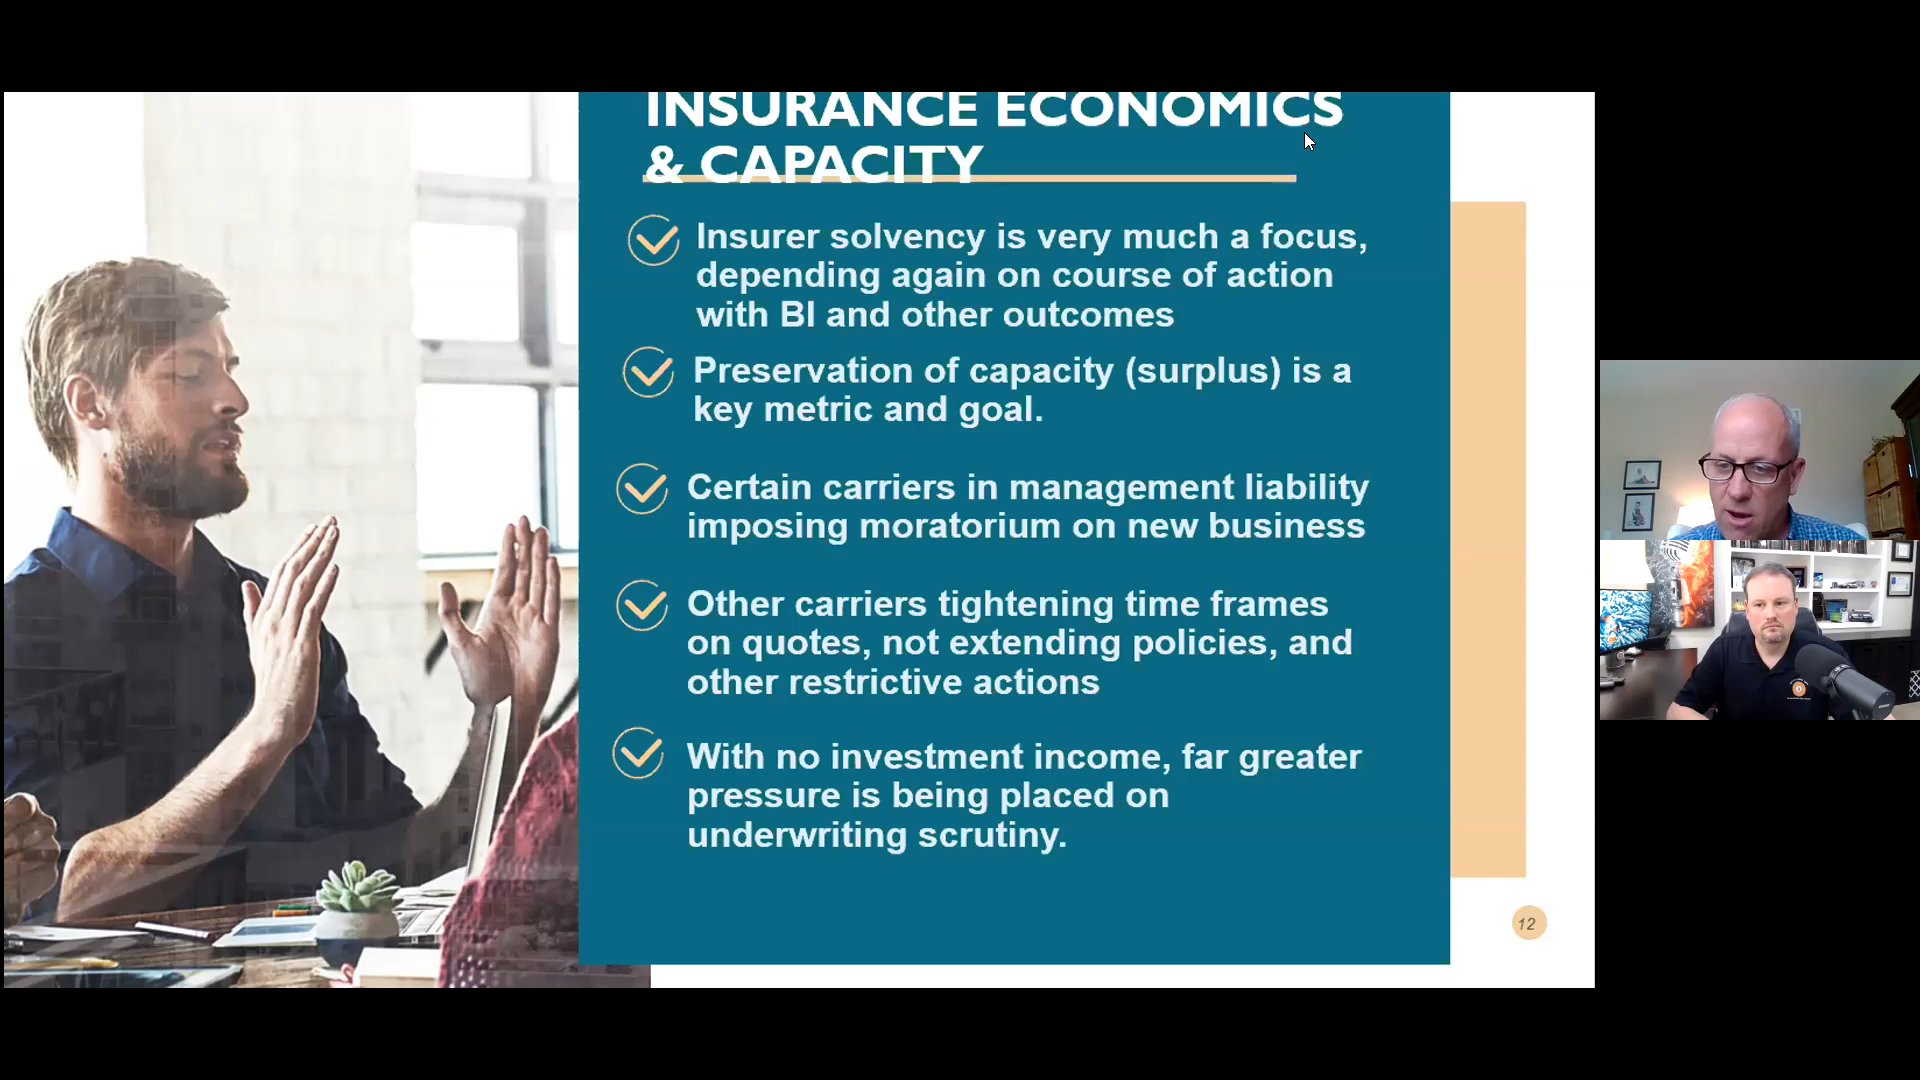 INSURANCE ECONOMICS
& CAPACITY
Insurer solvency is very much a focus,
depending again on course of action
with BI and other outcomes
Preservation of capacity (surplus) is a
key metric and goal.
Certain carriers in management liability
imposing moratorium on new business
Other carriers tightening time frames
on quotes, not extending policies, and
other restrictive actions
With no investment income, far greater
pressure is being placed on
underwriting scrutiny.
12